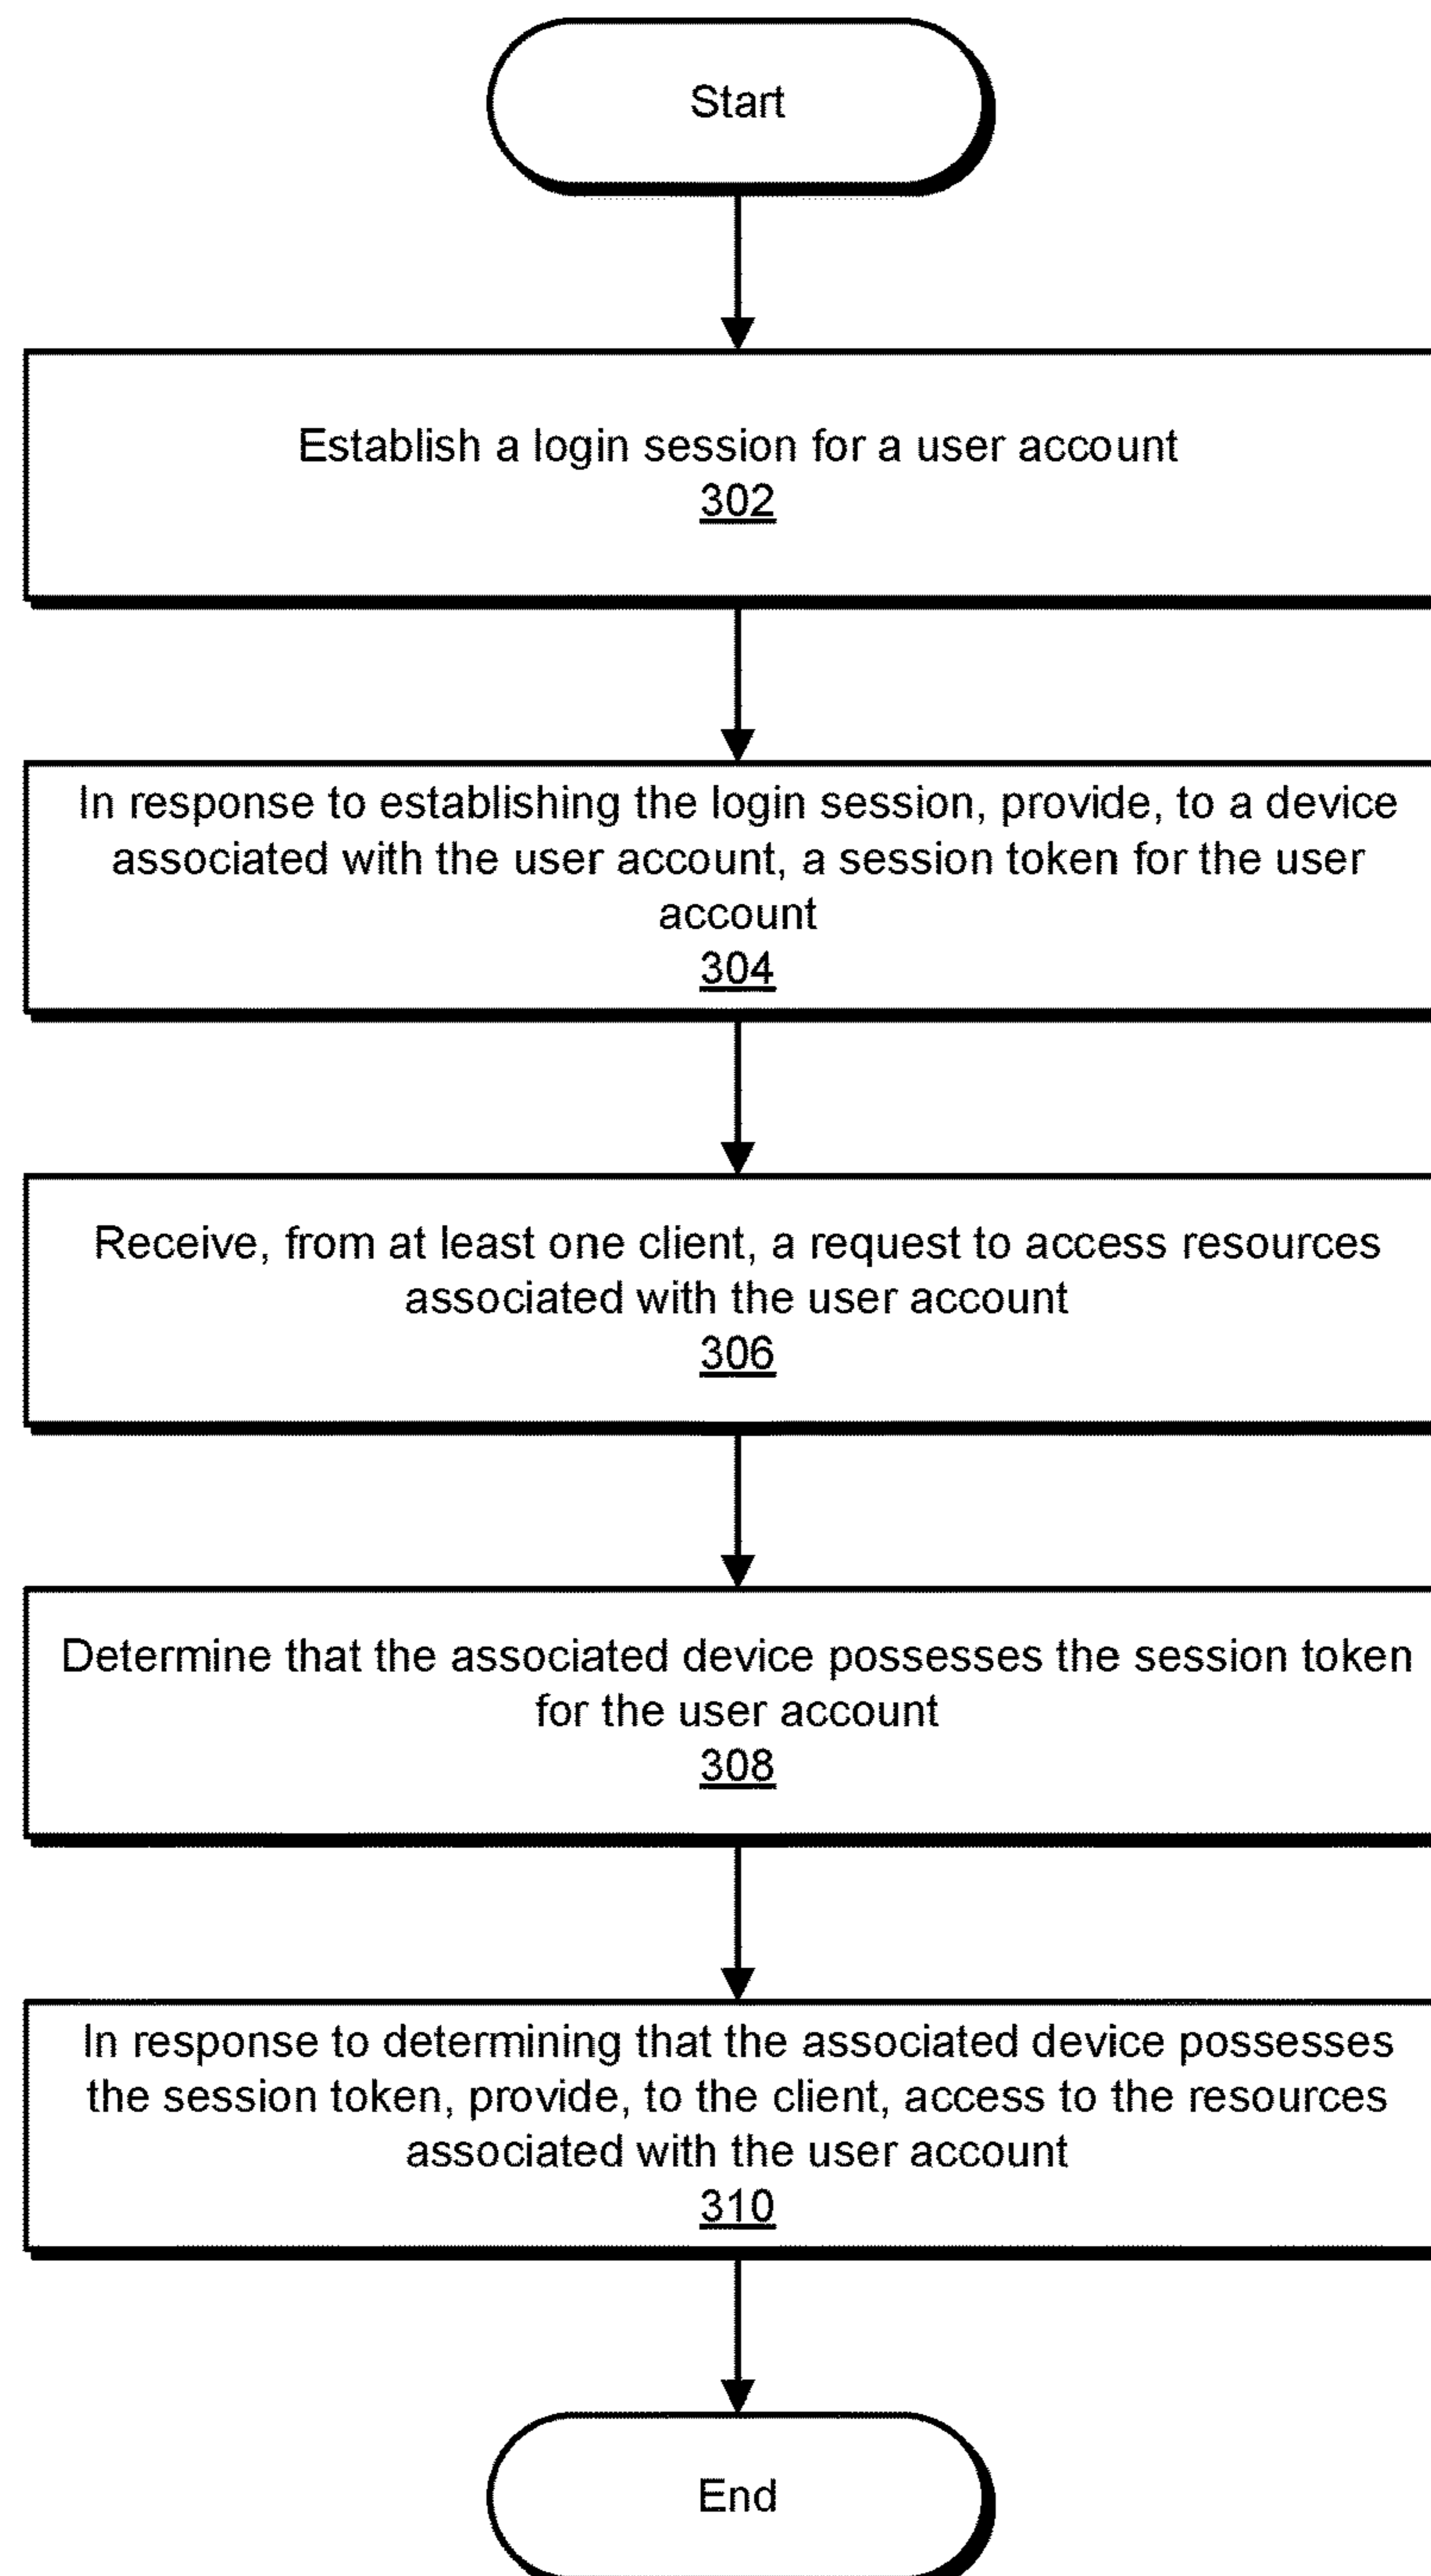 Start
Establish a login session for a user account
302
In response to establishing the login session, provide, to a device
associated with the user account, a session token for the user
account
304
Receive, from at least one client, a request to access resources
associated with the user account
306
Determine that the associated device possesses the session token
for the user account
308
In response to determining that the associated device possesses
the session token, provide, to the client, access to the resources
associated with the user account
310
End